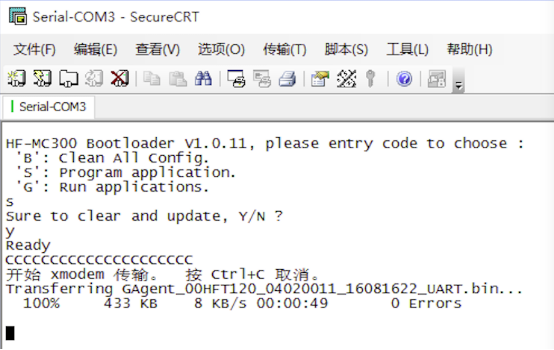 Serial-COM3 - SecureCRT
文件(F) 编辑(E) 查看(V) 选项(O) 传输(T) 脚本(S) 工具(L) 帮助(H)
Serial-COM3
HF-MC300 Bootloader V1.0.11, please entry code to choose :
'B': Clean All Config.
'S': Program application.
'G': Run applications.
s
Sure to clear and update, Y/N ?
y
Ready
CCCCCCCCCCCCCCCCCCCCCC
开始 xmodem 传输。 按 Ctrl+C 取消。
Transferring GAgent_00HFT120_04020011_16081622_UART.bin...
100% 433 KB 8 KB/s 00:00:49 0 Errors